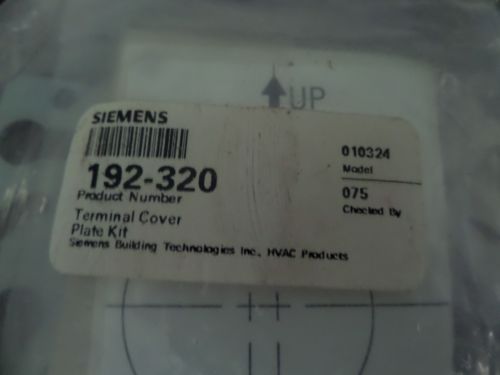 UP
SIEMENS
192-320
Product Number
Terminal Cover
Plate Kit
Siemens Building Technologies Inc., HVAC Products
010324
Model
075
Checked By